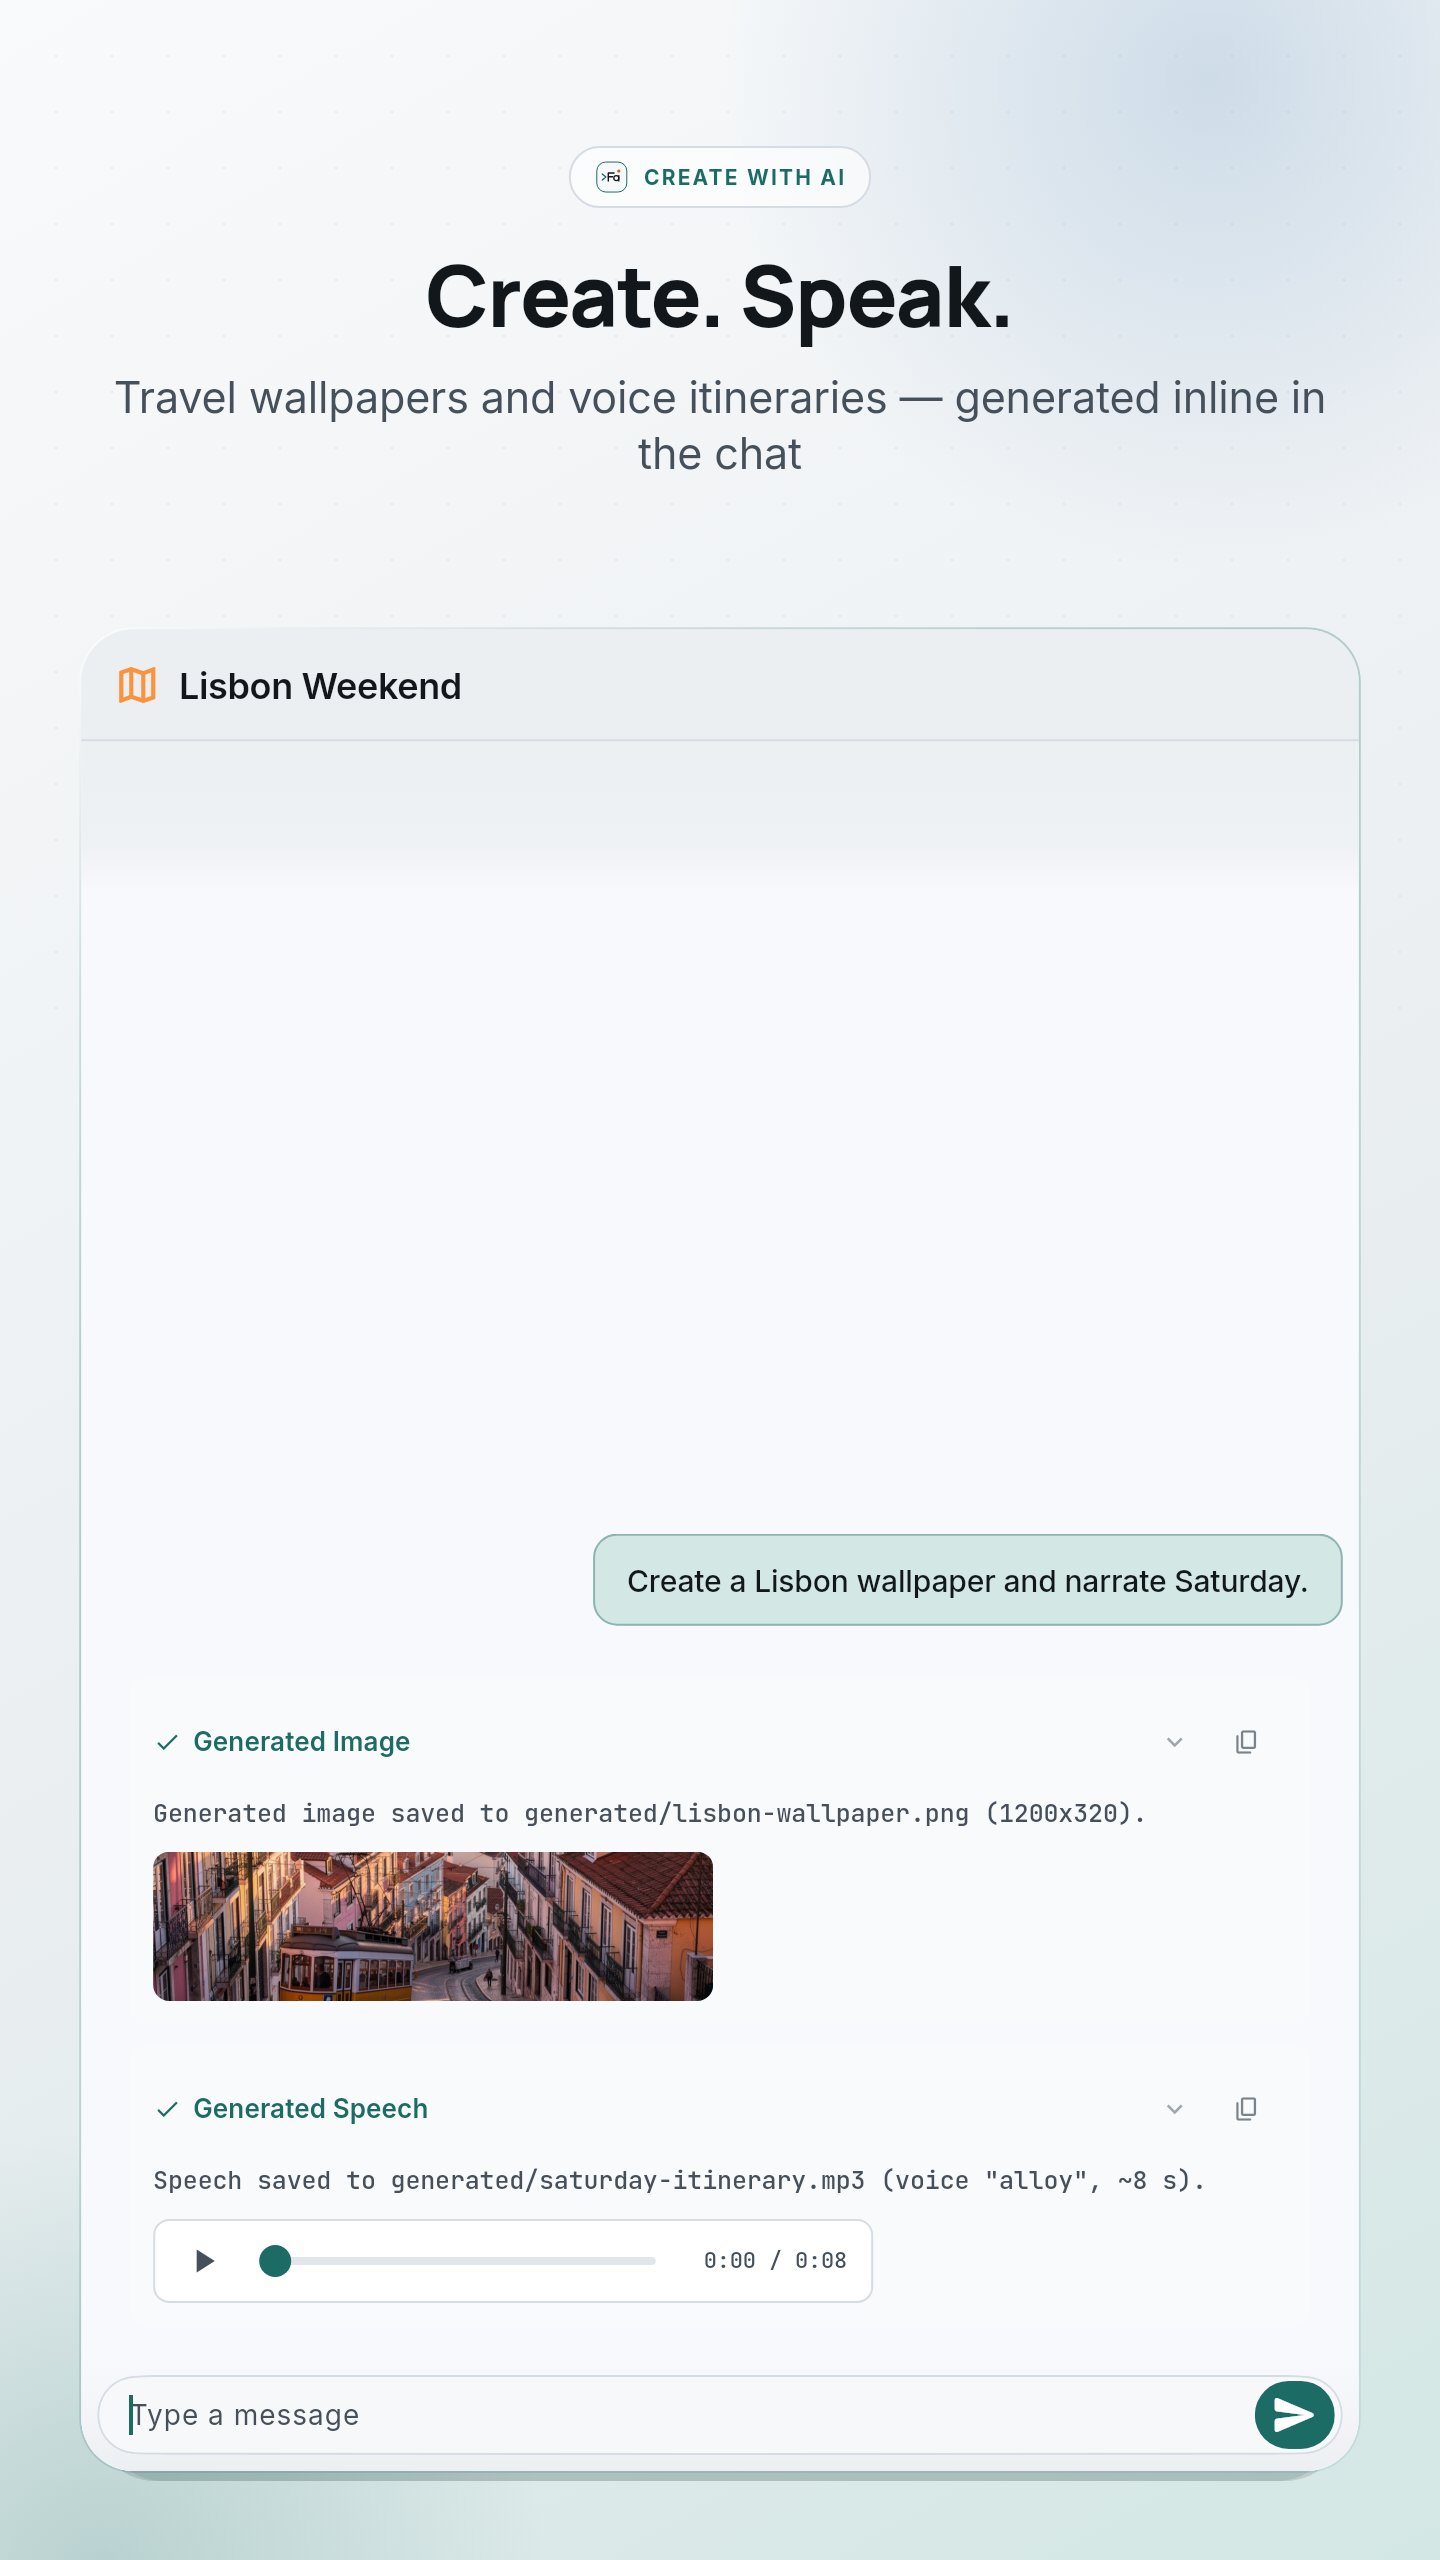 >Fa
CREATE WITH AI
Create. Speak.
Travel wallpapers and voice itineraries — generated inline in
the chat
Lisbon Weekend
Create a Lisbon wallpaper and narrate Saturday.
Generated Image
Generated image saved to generated/lisbon-wallpaper.png (1200x320).
Generated Speech
Speech saved to generated/saturday-itinerary.mp3 (voice "alloy", ~8 s).
0:00 / 0:08
Type a message